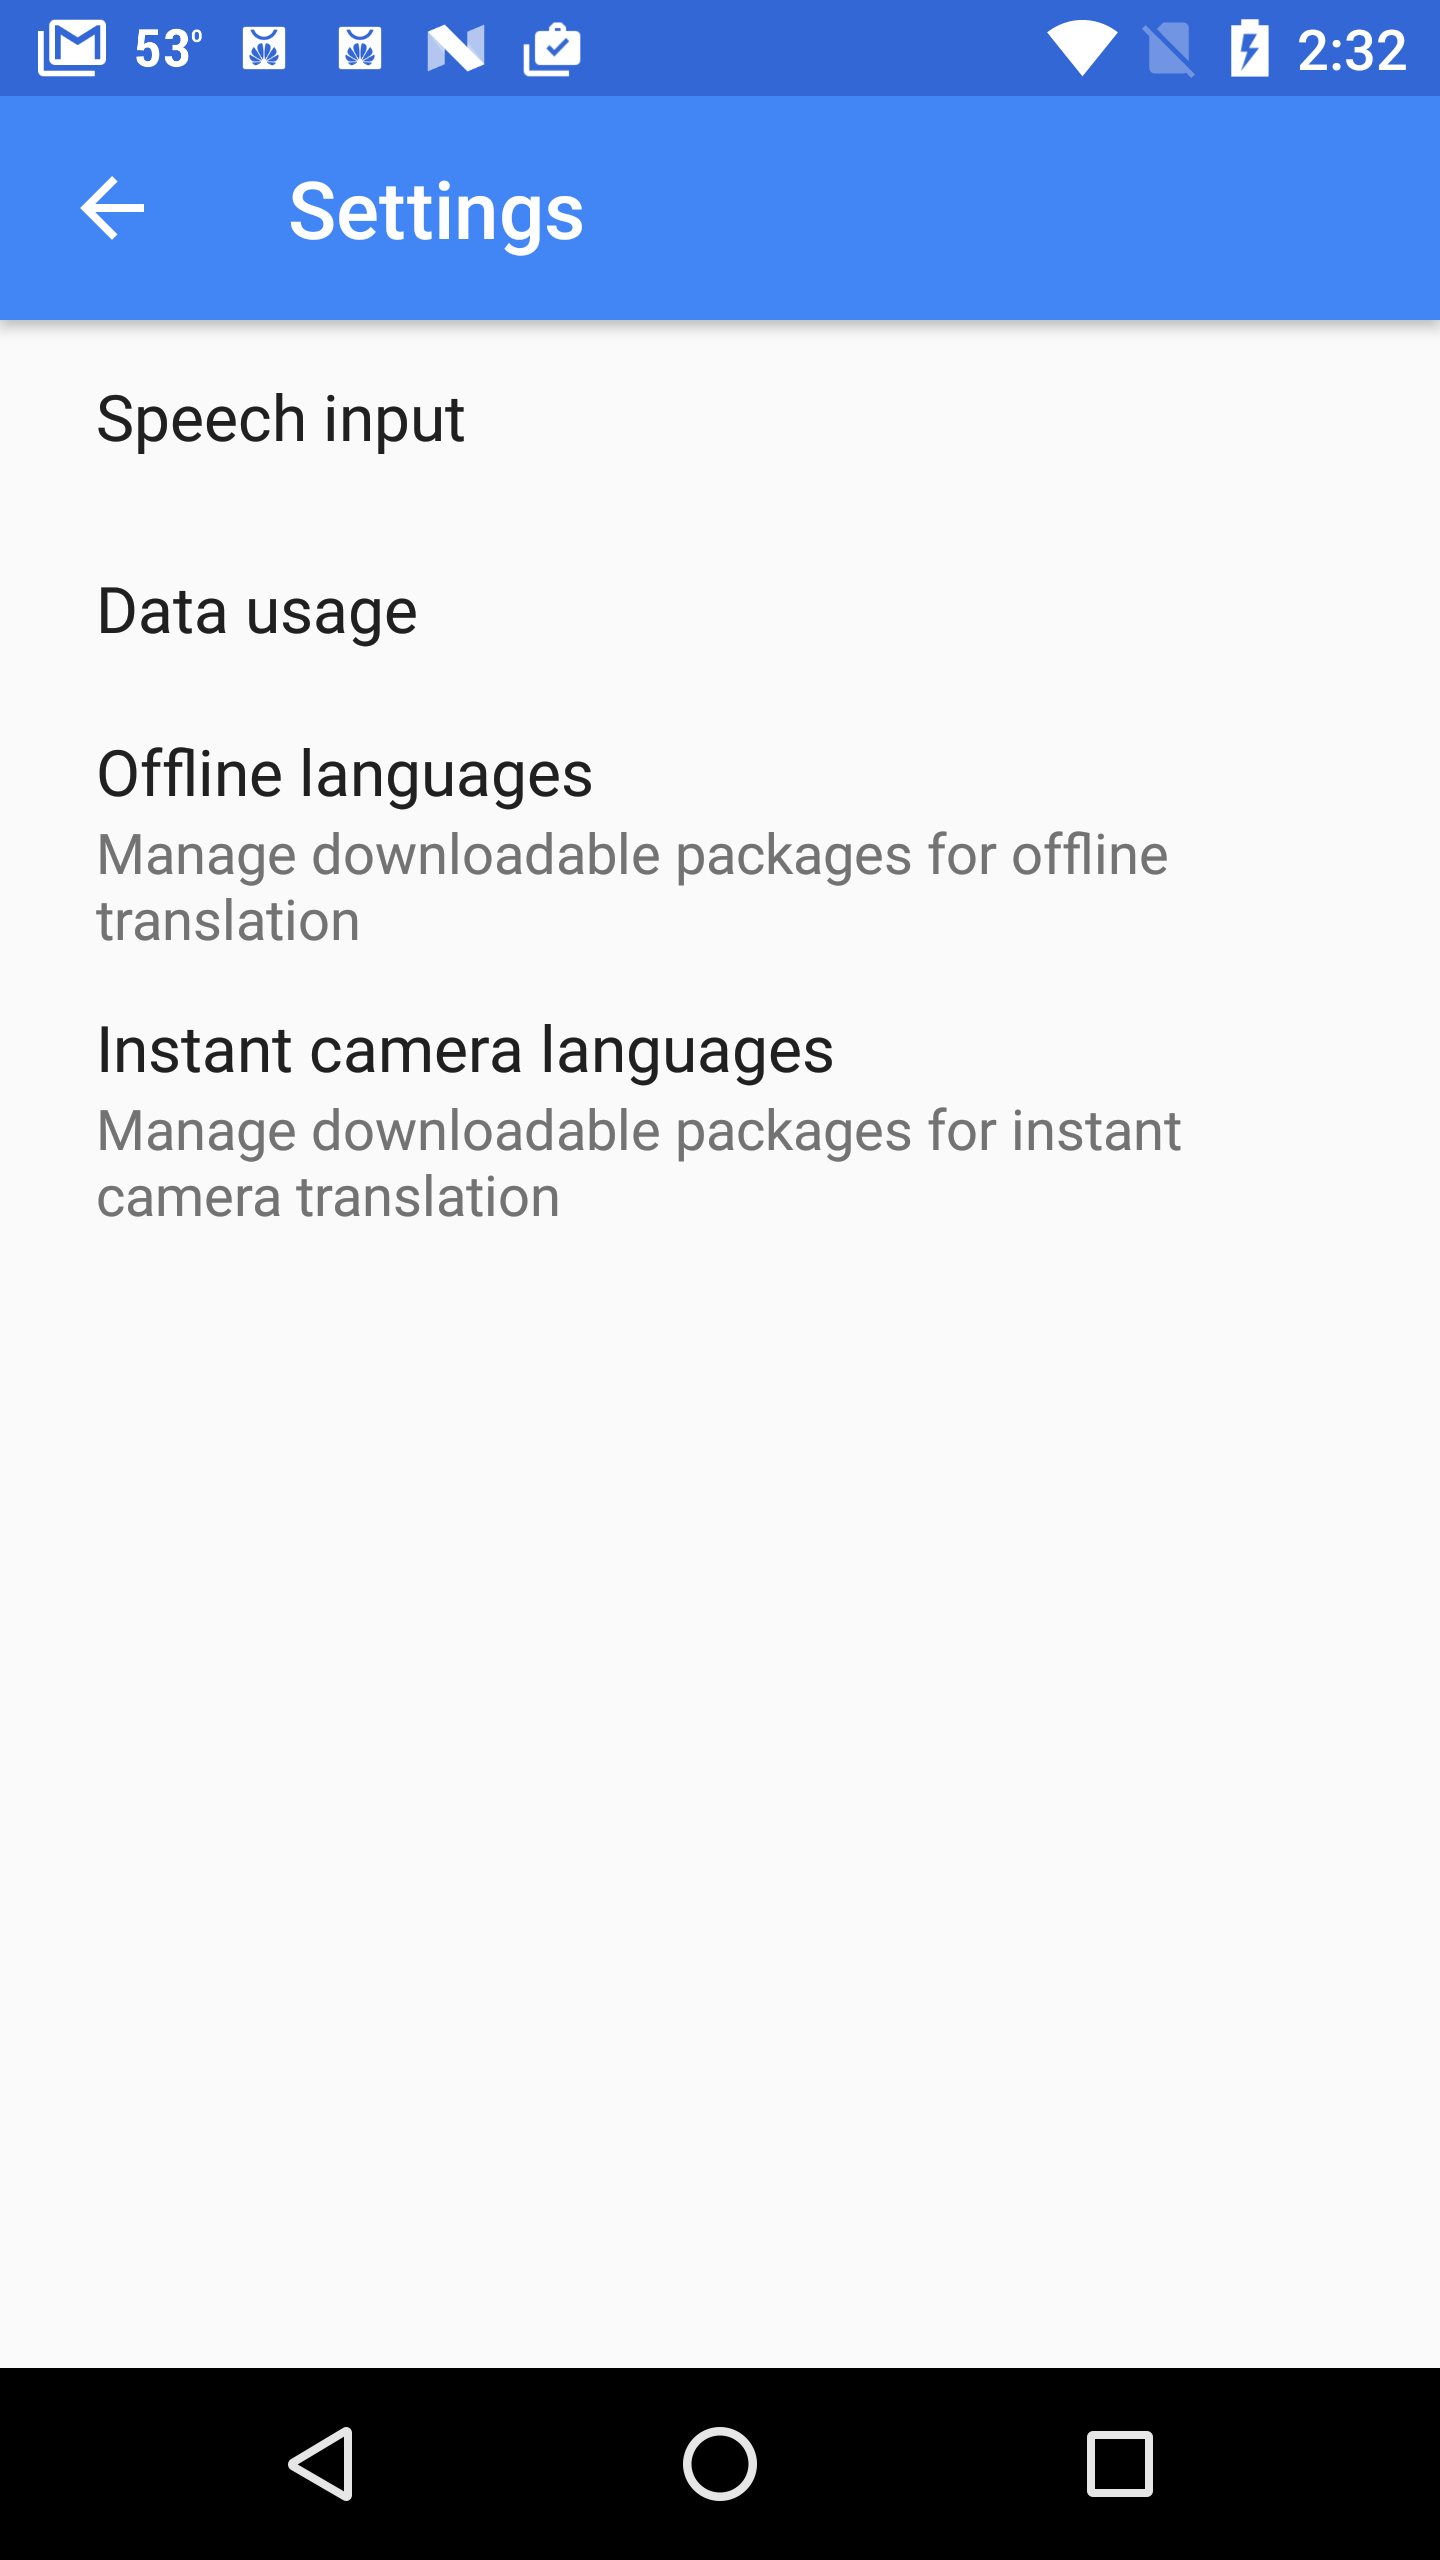 53° 2:32
Settings
Speech input
Data usage
Offline languages
Manage downloadable packages for offline
translation
Instant camera languages
Manage downloadable packages for instant
camera translation